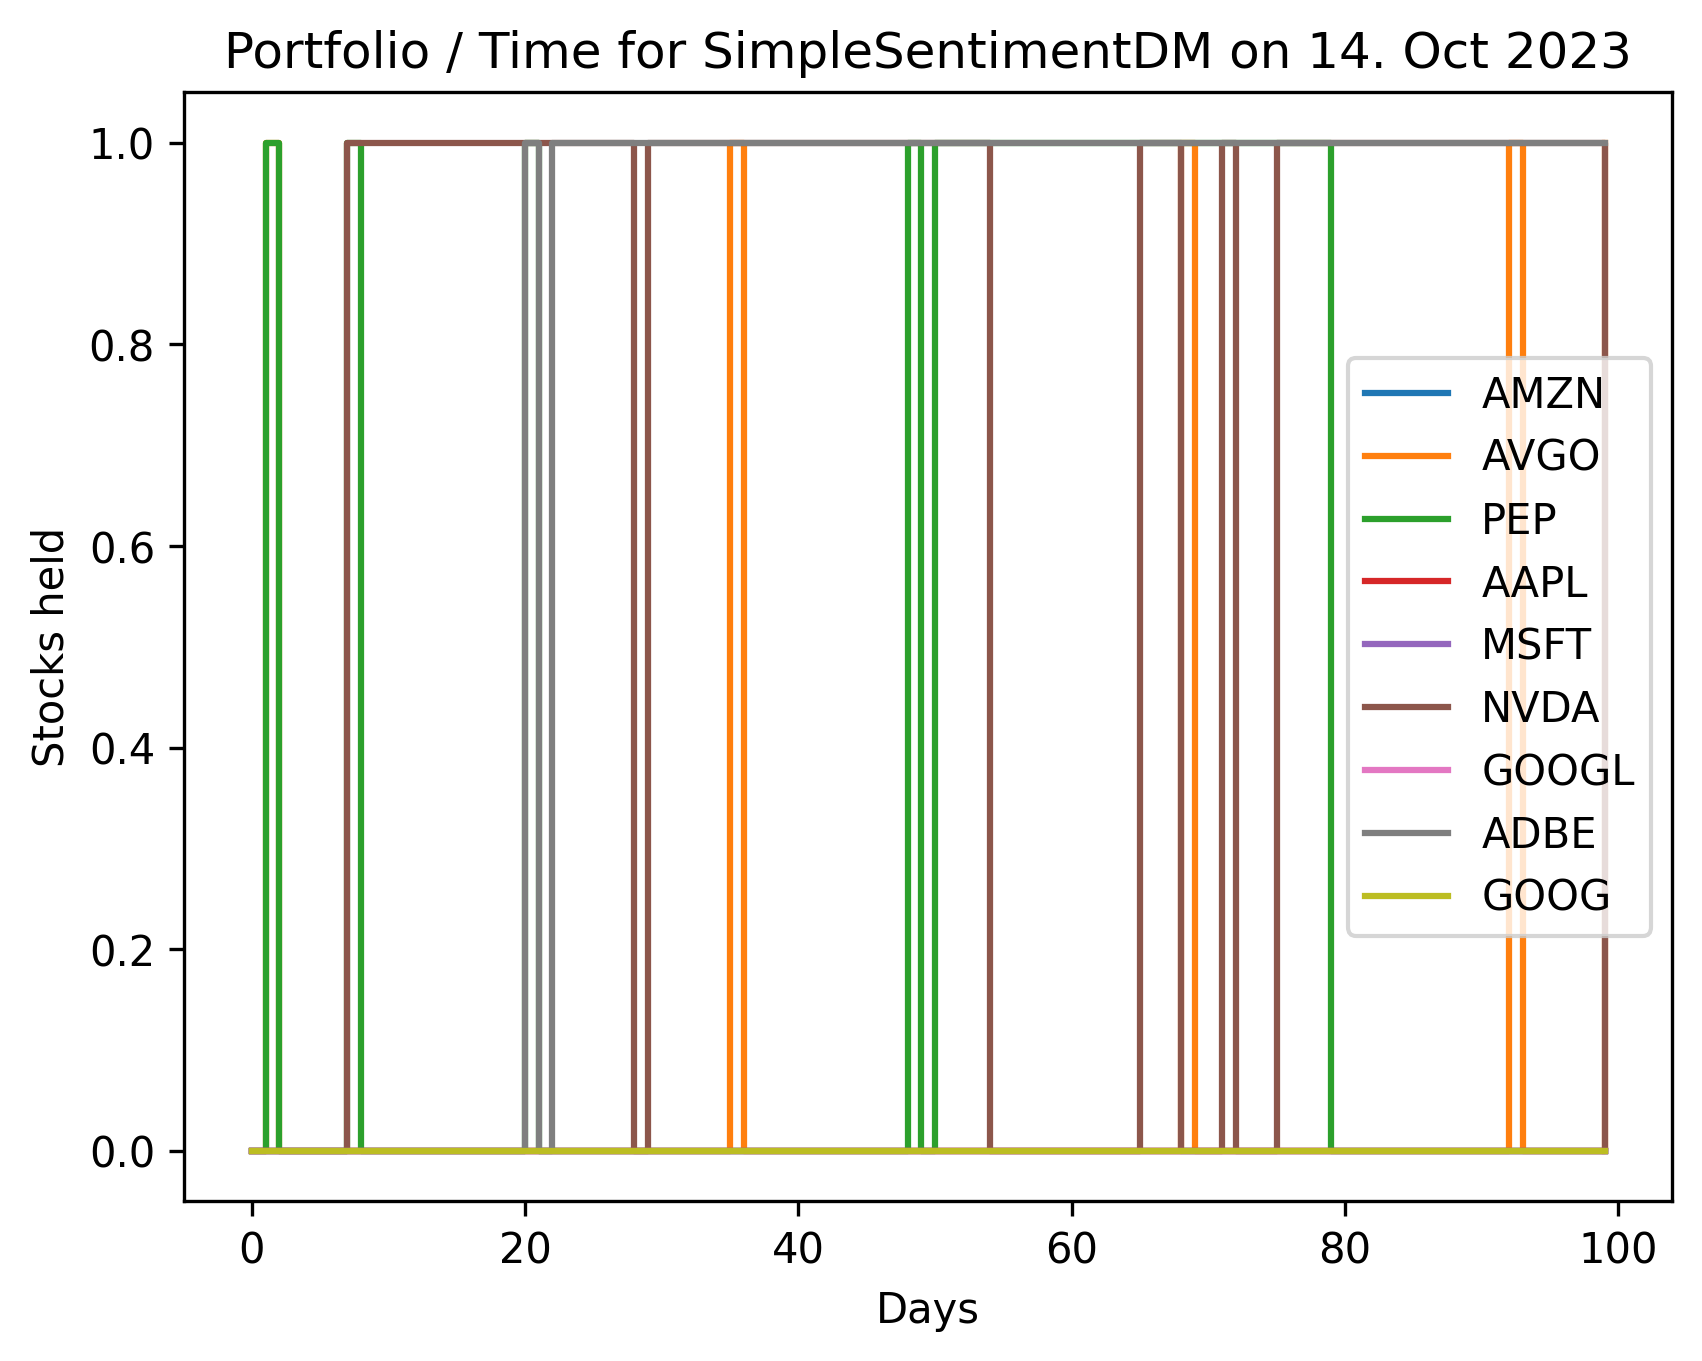 Portfolio / Time for SimpleSentimentDM on 14. Oct 2023
1.0
0.8
0.6
0.4
0.2
0.0
Stocks held
AMZN
AVGO
PEP
AAPL
MSFT
NVDA
GOOGL
ADBE
GOOG
0 20 40 60 80 100
Days